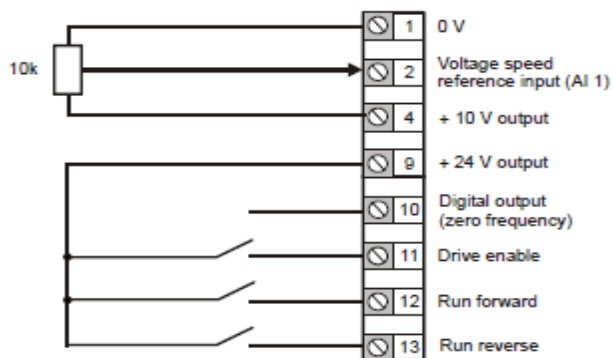 1 0 V
10k
2 Voltage speed
reference input (AI 1)
4 + 10 V output
9 + 24 V output
10 Digital output
(zero frequency)
11 Drive enable
12 Run forward
13 Run reverse